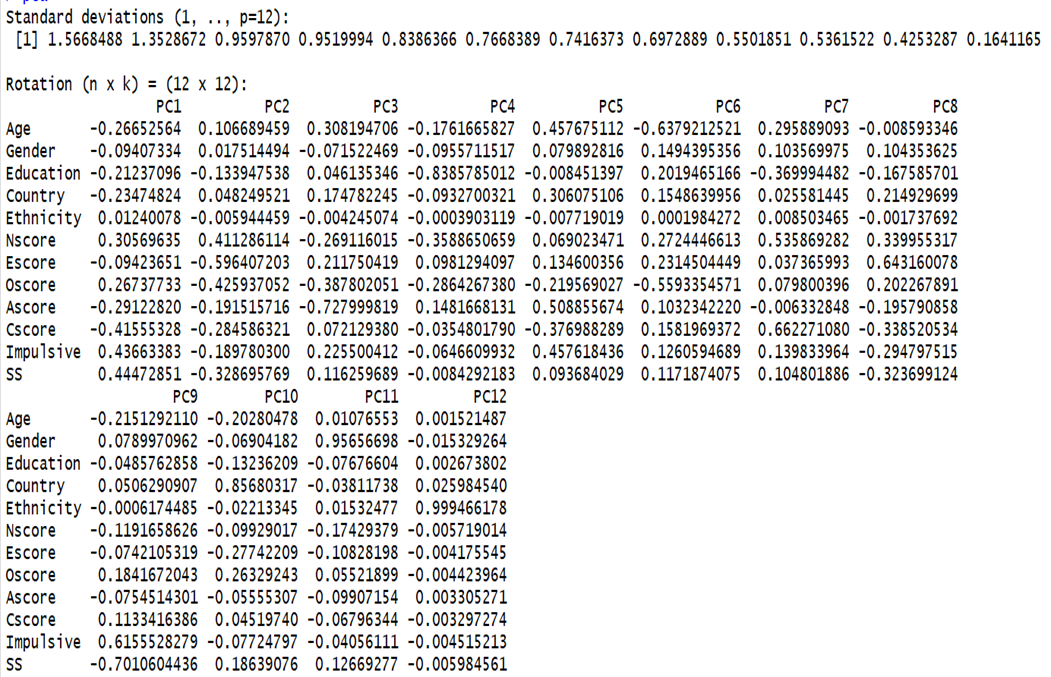 Standard deviations (1, .., p=12):
[1] 1.5668488 1.3528672 0.9597870 0.9519994 0.8386366 0.7668389 0.7416373 0.6972889 0.5501851 0.5361522 0.4253287 0.1641165
Rotation (n x k) = (12 x 12):
PC1 PC2 PC3 PC4 PC5 PC6 PC7 PC8
Age -0.26652564 0.106689459 0.308194706 -0.1761665827 0.457675112 -0.6379212521 0.295889093 -0.008593346
Gender -0.09407334 0.017514494 -0.071522469 -0.0955711517 0.079892816 0.1494395356 0.103569975 0.104353625
Education -0.21237096 -0.133947538 0.046135346 -0.8385785012 -0.008451397 0.2019465166 -0.369994482 -0.167585701
Country -0.23474824 0.048249521 0.174782245 -0.0932700321 0.306075106 0.1548639956 0.025581445 0.214929699
Ethnicity 0.01240078 -0.005944459 -0.004245074 -0.0003903119 -0.007719019 0.0001984272 0.008503465 -0.001737692
Nscore 0.30569635 0.411286114 -0.269116015 -0.3588650659 0.069023471 0.2724446613 0.535869282 0.339955317
Escore -0.09423651 -0.596407203 0.211750419 0.0981294097 0.134600356 0.2314504449 0.037365993 0.643160078
Oscore 0.26737733 -0.425937052 -0.387802051 -0.2864267380 -0.219569027 -0.5593354571 0.079800396 0.202267891
Ascore -0.29122820 -0.191515716 -0.727999819 0.1481668131 0.508855674 0.1032342220 -0.006332848 -0.195790858
Cscore -0.41555328 -0.284586321 0.072129380 -0.0354801790 -0.376988289 0.1581969372 0.662271080 -0.338520534
Impulsive 0.43663383 -0.189780300 0.225500412 -0.0646609932 0.457618436 0.1260594689 0.139833964 -0.294797515
SS 0.44472851 -0.328695769 0.116259689 -0.0084292183 0.093684029 0.1171874075 0.104801886 -0.323699124
PC9 PC10 PC11 PC12
Age -0.2151292110 -0.20280478 0.01076553 0.001521487
Gender 0.0789970962 -0.06904182 0.95656698 -0.015329264
Education -0.0485762858 -0.13236209 -0.07676604 0.002673802
Country 0.0506290907 0.85680317 -0.03811738 0.025984540
Ethnicity -0.0006174485 -0.02213345 0.01532477 0.999466178
Nscore -0.1191658626 -0.09929017 -0.17429379 -0.005719014
Escore -0.0742105319 -0.27742209 -0.10828198 -0.004175545
Oscore 0.1841672043 0.26329243 0.05521899 -0.004423964
Ascore -0.0754514301 -0.05555307 -0.09907154 0.003305271
Cscore 0.1133416386 0.04519740 -0.06796344 -0.003297274
Impulsive 0.6155528279 -0.07724797 -0.04056111 -0.004515213
SS -0.7010604436 0.18639076 0.12669277 -0.005984561